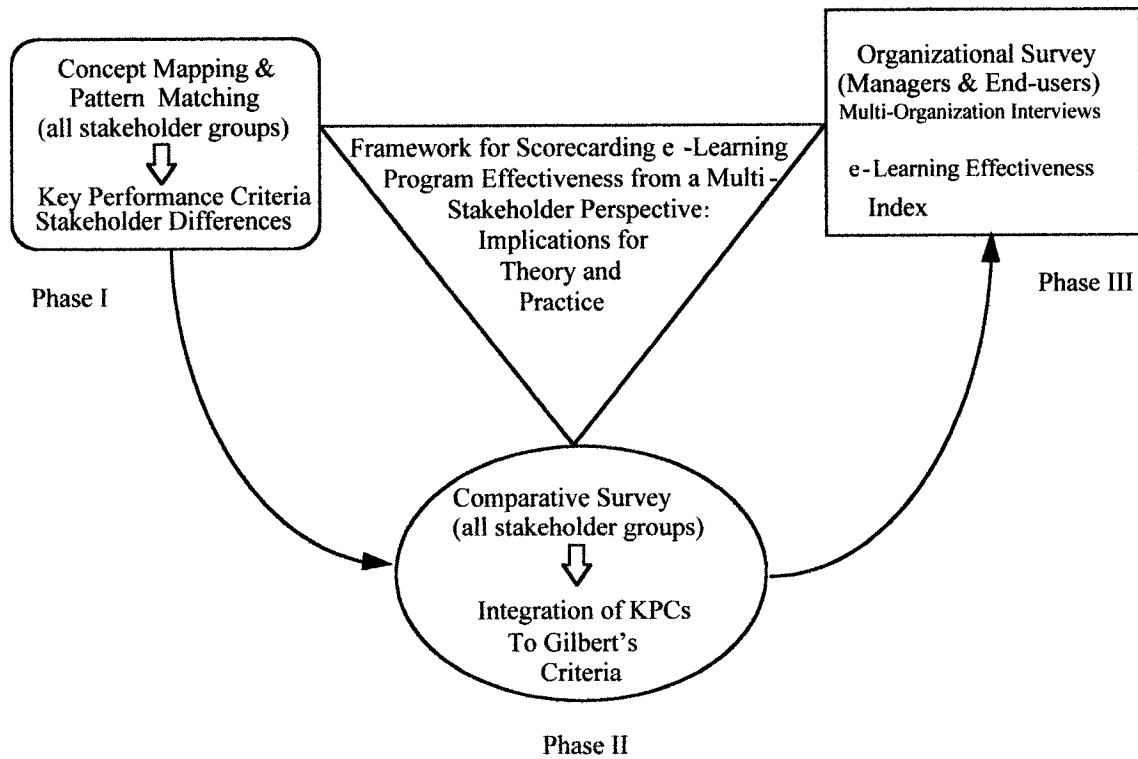 Concept Mapping &
Pattern Matching
(all stakeholder groups)
Key Performance Criteria
Stakeholder Differences
Phase I
Framework for Scorecarding e -Learning
Program Effectiveness from a Multi -
Stakeholder Perspective:
Implications for
Theory and
Practice
Organizational Survey
(Managers & End-users)
Multi-Organization Interviews
e-Learning Effectiveness
Index
Phase III
Comparative Survey
(all stakeholder groups)
Integration of KPCs
To Gilbert's
Criteria
Phase II